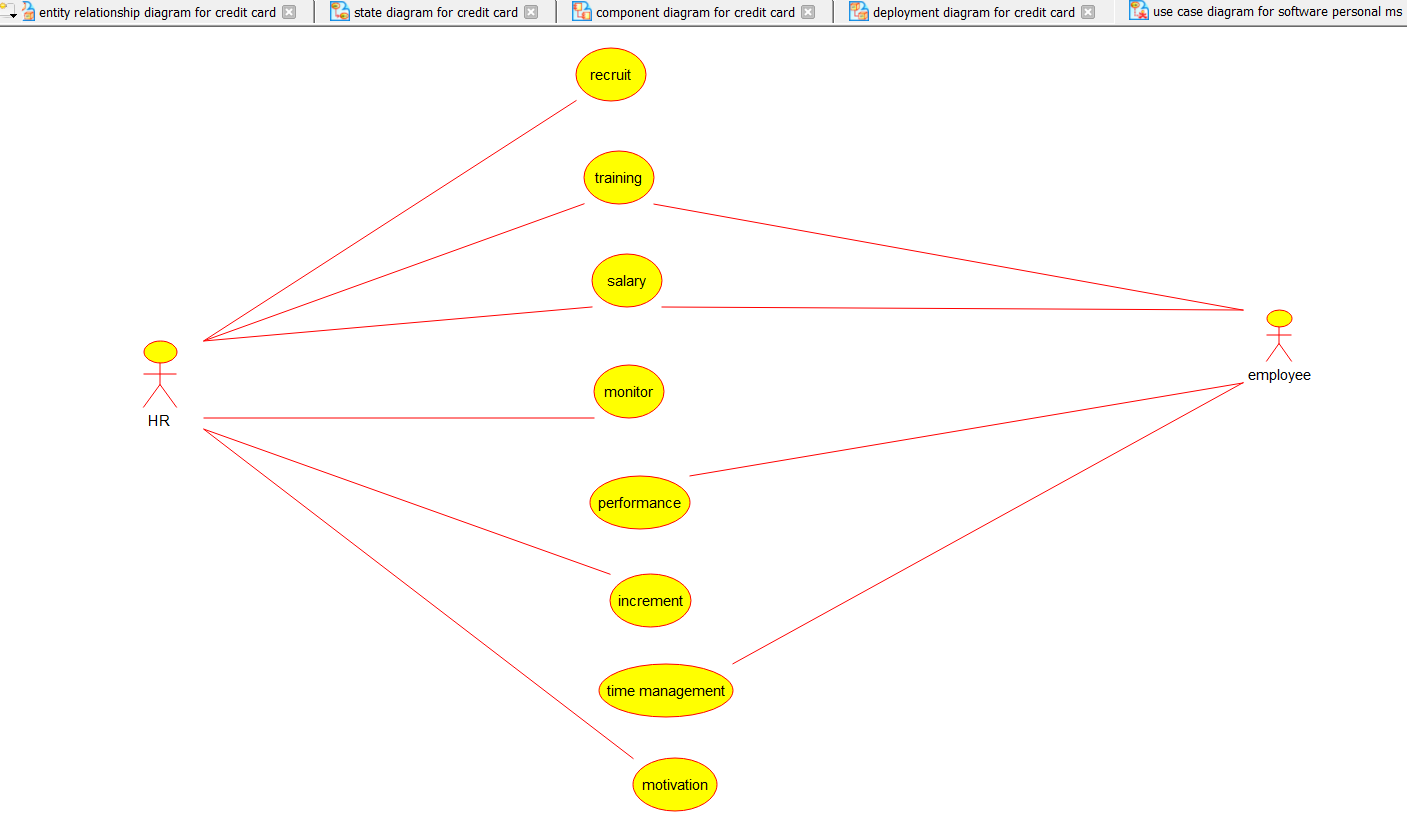 entity relationship diagram for credit card
state diagram for credit card
component diagram for credit card
deployment diagram for credit card
use case diagram for software personal ms
recruit
training
salary
monitor
employee
HR
performance
increment
time management
motivation